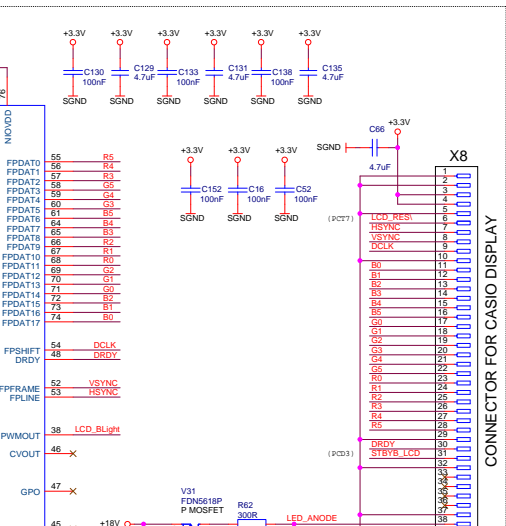 +3.3V +3.3V +3.3V +3.3V +3.3V +3.3V
C130 C129 C133 C131 C138 C135
100nF 4.7uF 100nF 4.7uF 100nF 4.7uF
SGND SGND SGND SGND SGND SGND
76
NIOVDD
+3.3V +3.3V +3.3V
C152 C16 C52
100nF 100nF 100nF
SGND SGND SGND
+3.3V
C66
SGND
4.7uF
FPDAT0 55 R5
FPDAT1 56 R4
FPDAT2 57 R3
FPDAT3 58 G5
FPDAT4 59 G4
FPDAT5 60 G3
FPDAT6 61 B5
FPDAT7 64 B4
FPDAT8 65 B3
FPDAT9 66 R2
FPDAT10 67 R1
FPDAT11 68 R0
FPDAT12 69 G2
FPDAT13 70 G1
FPDAT14 71 G0
FPDAT15 72 B2
FPDAT16 73 B1
FPDAT17 74 B0
FPSHIFT 54 DCLK
DRDY 48 DRDY
FPFRAME 52 VSYNC
FPLINE 53 HSYNC
PWMOUT 38 LCD_BLight
CVOUT 46
GPO 47
45
+18V
V31
FDN5618P
P MOSFET
R62
300R
LED_ANODE
X8
1
2
3
4
5
(PCT7) LCD_RES\ 6
HSYNC 7
VSYNC 8
DCLK 9
10
B0 11
B1 12
B2 13
B3 14
B4 15
B5 16
G0 17
G1 18
G2 19
G3 20
G4 21
G5 22
R0 23
R1 24
R2 25
R3 26
R4 27
R5 28
29
DRDY 30
(PCD3) STBYB_LCD 31
32
33
34
35
36
37
38
CONNECTOR FOR CASIO DISPLAY